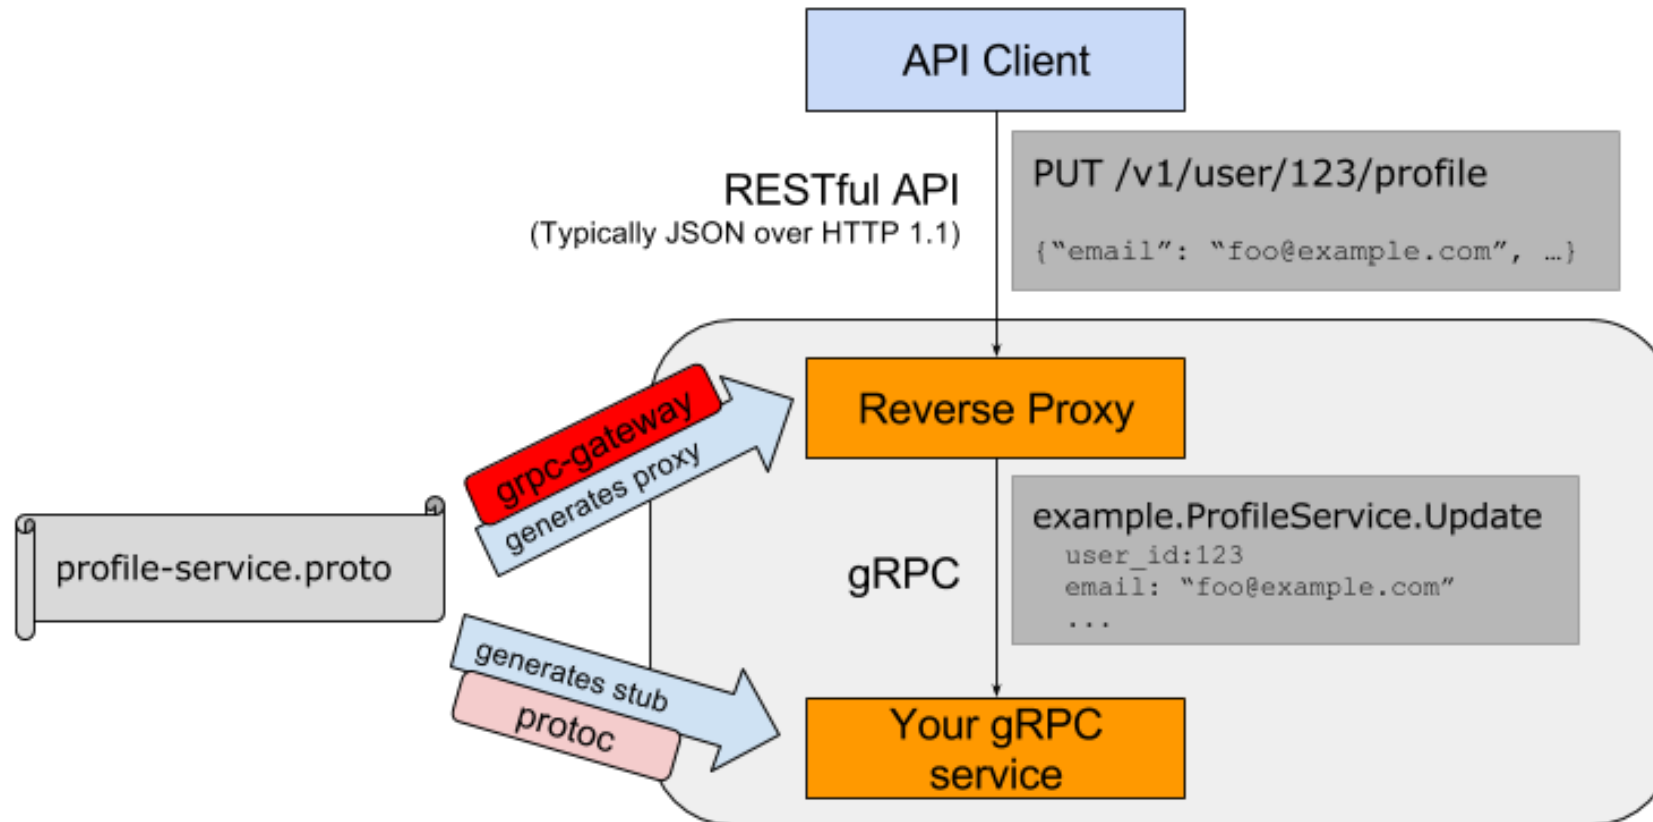 API Client
RESTful API
(Typically JSON over HTTP 1.1)
PUT /v1/user/123/profile
{“email”: “foo@example.com”, …}
grpc-gateway
generates proxy
Reverse Proxy
profile-service.proto
gRPC
example.ProfileService.Update
user_id:123
email: “foo@example.com”
...
generates stub
protoc
Your gRPC
service